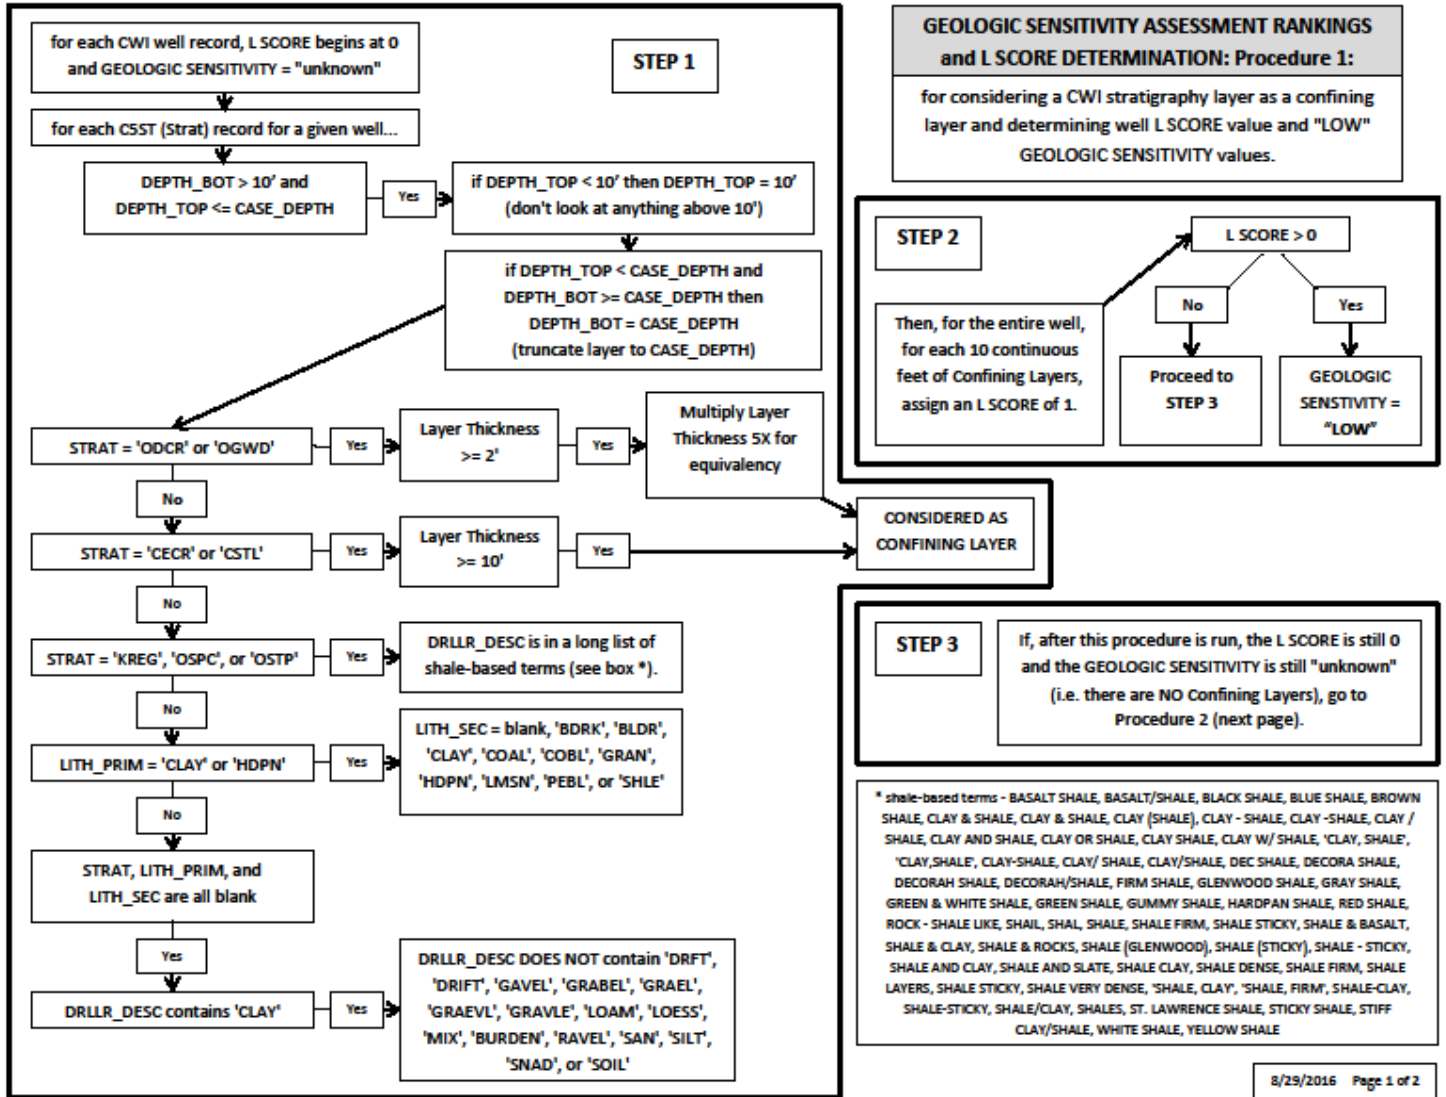 for each CWI well record, L SCORE begins at 0
and GEOLOGIC SENSITIVITY = "unknown"
STEP 1
for each C5ST (Strat) record for a given well...
DEPTH_BOT > 10' and
DEPTH_TOP <= CASE_DEPTH
Yes
if DEPTH_TOP < 10' then DEPTH_TOP = 10'
(don't look at anything above 10')
if DEPTH_TOP < CASE_DEPTH and
DEPTH_BOT >= CASE_DEPTH then
DEPTH_BOT = CASE_DEPTH
(truncate layer to CASE_DEPTH)
STRAT = 'ODCR' or 'OGWD'
Yes
Layer Thickness
>= 2'
Yes
Multiply Layer
Thickness 5X for
equivalency
No
STRAT = 'CECR' or 'CSTL'
Yes
Layer Thickness
>= 10'
Yes
CONSIDERED AS
CONFINING LAYER
No
STRAT = 'KREG', 'OSPC', or 'OSTP'
Yes
DRLLR_DESC is in a long list of
shale-based terms (see box *).
No
LITH_PRIM = 'CLAY' or 'HDPN'
Yes
LITH_SEC = blank, 'BDRK', 'BLDR',
'CLAY', 'COAL', 'COBL', 'GRAN',
'HDPN', 'LMSN', 'PEBL', or 'SHLE'
No
STRAT, LITH_PRIM, and
LITH_SEC are all blank
Yes
DRLLR_DESC contains 'CLAY'
Yes
DRLLR_DESC DOES NOT contain 'DRFT',
'DRIFT', 'GAVEL', 'GRABEL', 'GRAEL',
'GRAEVL', 'GRAVLE', 'LOAM', 'LOESS',
'MIX', 'BURDEN', 'RAVEL', 'SAN', 'SILT',
'SNAD', or 'SOIL'
GEOLOGIC SENSITIVITY ASSESSMENT RANKINGS
and L SCORE DETERMINATION: Procedure 1:
for considering a CWI stratigraphy layer as a confining
layer and determining well L SCORE value and "LOW"
GEOLOGIC SENSITIVITY values.
STEP 2
L SCORE > 0
Then, for the entire well,
for each 10 continuous
feet of Confining Layers,
assign an L SCORE of 1.
No
Yes
Proceed to
STEP 3
GEOLOGIC
SENSTIVITY =
"LOW"
STEP 3
If, after this procedure is run, the L SCORE is still 0
and the GEOLOGIC SENSITIVITY is still "unknown"
(i.e. there are NO Confining Layers), go to
Procedure 2 (next page).
* shale-based terms - BASALT SHALE, BASALT/SHALE, BLACK SHALE, BLUE SHALE, BROWN
SHALE, CLAY & SHALE, CLAY & SHALE, CLAY (SHALE), CLAY - SHALE, CLAY -SHALE, CLAY /
SHALE, CLAY AND SHALE, CLAY OR SHALE, CLAY SHALE, CLAY W/ SHALE, 'CLAY, SHALE',
'CLAY,SHALE', CLAY-SHALE, CLAY/ SHALE, CLAY/SHALE, DEC SHALE, DECORA SHALE,
DECORAH SHALE, DECORAH/SHALE, FIRM SHALE, GLENWOOD SHALE, GRAY SHALE,
GREEN & WHITE SHALE, GREEN SHALE, GUMMY SHALE, HARDPAN SHALE, RED SHALE,
ROCK - SHALE LIKE, SHAIL, SHAL, SHALE, SHALE FIRM, SHALE STICKY, SHALE & BASALT,
SHALE & CLAY, SHALE & ROCKS, SHALE (GLENWOOD), SHALE (STICKY), SHALE - STICKY,
SHALE AND CLAY, SHALE AND SLATE, SHALE CLAY, SHALE DENSE, SHALE FIRM, SHALE
LAYERS, SHALE STICKY, SHALE VERY DENSE, 'SHALE, CLAY', 'SHALE, FIRM', SHALE-CLAY,
SHALE-STICKY, SHALE/CLAY, SHALES, ST. LAWRENCE SHALE, STICKY SHALE, STIFF
CLAY/SHALE, WHITE SHALE, YELLOW SHALE
8/29/2016 Page 1 of 2